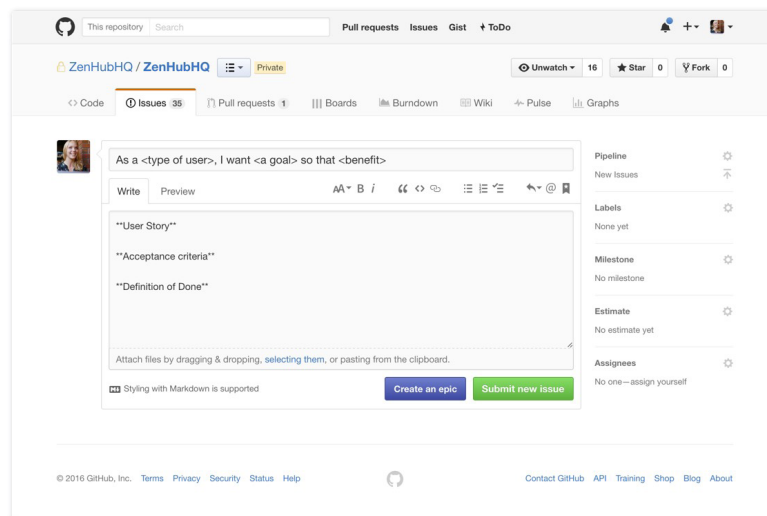 This repository Search Pull requests Issues Gist ToDo
ZenHubHQ / ZenHubHQ Private Unwatch 16 Star 0 Fork 0
Code Issues 35 Pull requests 1 Boards Burndown Wiki Pulse Graphs
As a <type of user>, I want <a goal> so that <benefit>
Write Preview AA B i @
**User Story**
**Acceptance criteria**
**Definition of Done**
Attach files by dragging & dropping, selecting them, or pasting from the clipboard.
Styling with Markdown is supported Create an epic Submit new issue
Pipeline
New Issues
Labels
None yet
Milestone
No milestone
Estimate
No estimate yet
Assignees
No one—assign yourself
© 2016 GitHub, Inc. Terms Privacy Security Status Help Contact GitHub API Training Shop Blog About